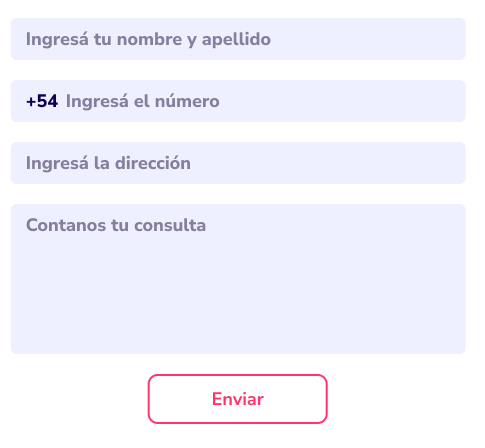 Ingresá tu nombre y apellido
+54 Ingresá el número
Ingresá la dirección
Contanos tu consulta
Enviar